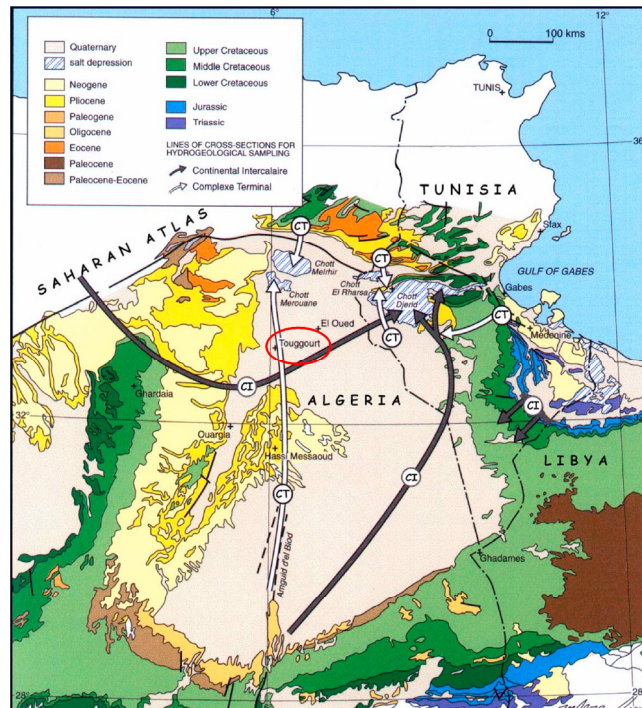 6°
12°
0 100 kms
Quaternary
salt depression
Neogene
Pliocene
Paleogene
Oligocene
Eocene
Paleocene
Paleocene-Eocene
Upper Cretaceous
Middle Cretaceous
Lower Cretaceous
Jurassic
Triassic
LINES OF CROSS-SECTIONS FOR
HYDROGEOLOGICAL SAMPLING
Continental Intercalaire
Complexe Terminal
TUNIS
36
TUNISIA
SAHARAN ATLAS
CT
CT
Sfax
Chott
Melrhir
Chott
El Rharsa
Chott
Merouane
Chott
Djerid
GULF OF GABES
Gabes
El Oued
CT
CT
Medenine
Touggourt
CI
Ghardaia
ALGERIA
CI
32
32°
Ouargla
Hassi Messaoud
LIBYA
CI
CT
Ghadames
Amguid d'el Biod
28°
28